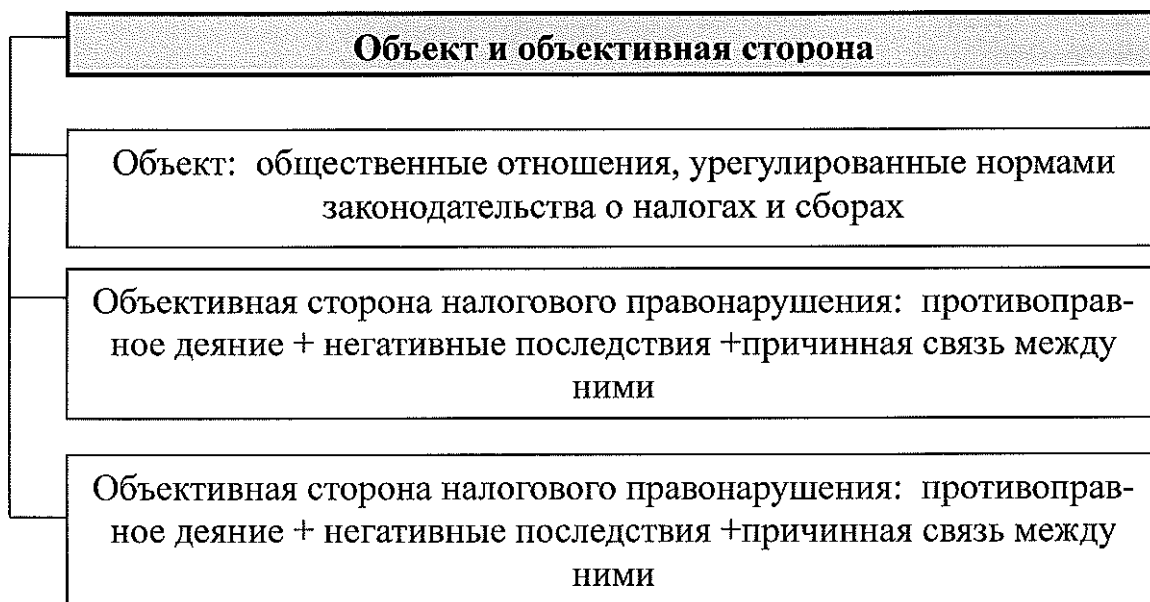 Объект и объективная сторона
Объект: общественные отношения, урегулированные нормами
законодательства о налогах и сборах
Объективная сторона налогового правонарушения: противоправ-
ное деяние + негативные последствия +причинная связь между
ними
Объективная сторона налогового правонарушения: противоправ-
ное деяние + негативные последствия +причинная связь между
ними